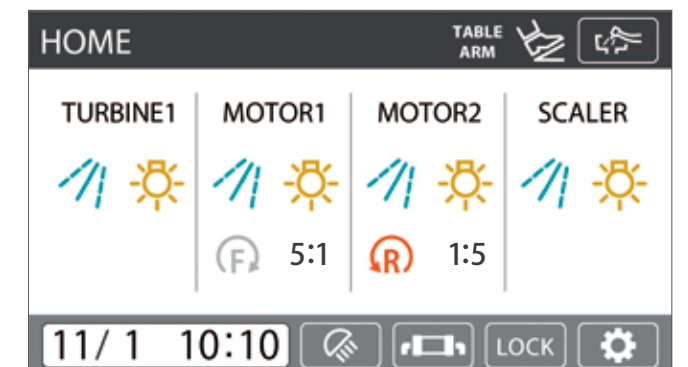 HOME
TABLE
ARM
TURBINE1 MOTOR1 MOTOR2 SCALER
F 5:1 R 1:5
11/ 1 10:10 LOCK